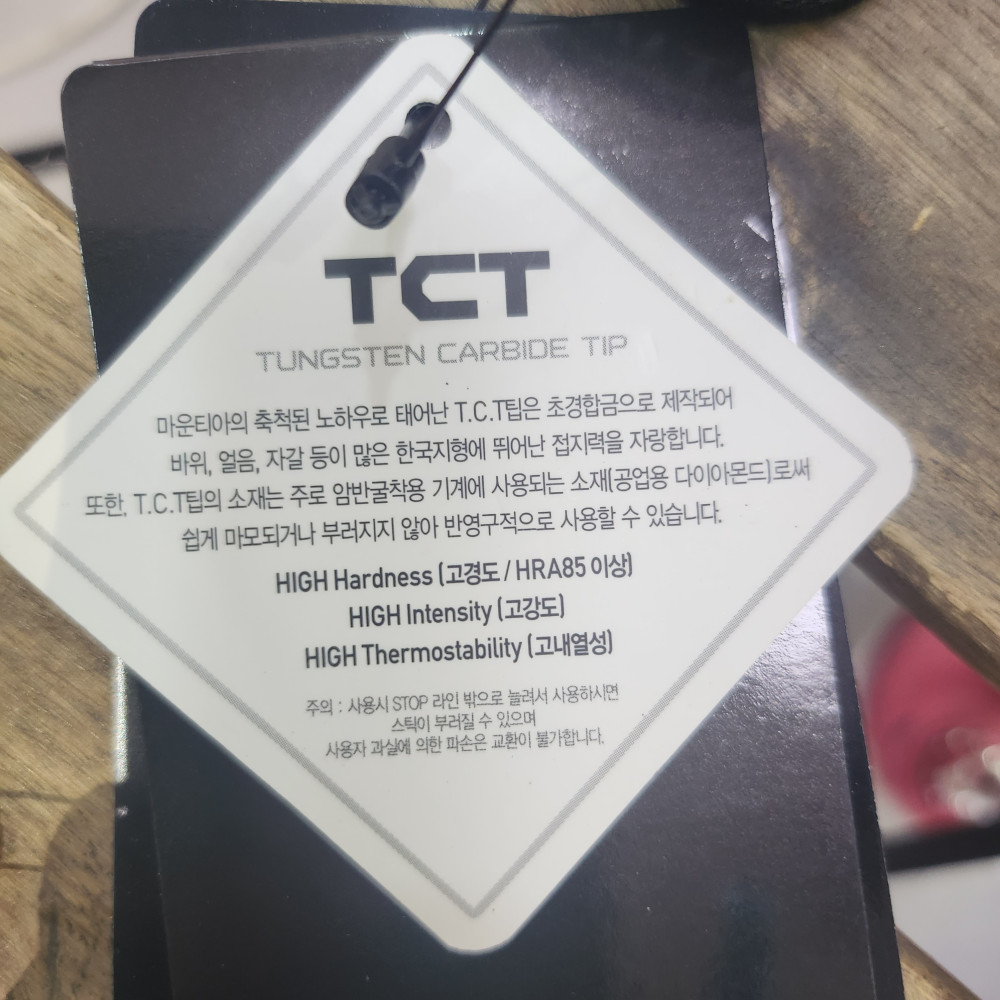 TCT
TUNGSTEN CARBIDE TIP
마운티아의 축척된 노하우로 태어난 T.C.T팁은 초경합금으로 제작되어
바위, 얼음, 자갈 등이 많은 한국지형에 뛰어난 접지력을 자랑합니다.
또한, T.C.T팁의 소재는 주로 암반굴착용 기계에 사용되는 소재(공업용 다이아몬드)로써
쉽게 마모되거나 부러지지 않아 반영구적으로 사용할 수 있습니다.
HIGH Hardness (고경도 / HRA85 이상)
HIGH Intensity (고강도)
HIGH Thermostability (고내열성)
주의 : 사용시 STOP 라인 밖으로 늘려서 사용하시면
스틱이 부러질 수 있으며
사용자 과실에 의한 파손은 교환이 불가합니다.